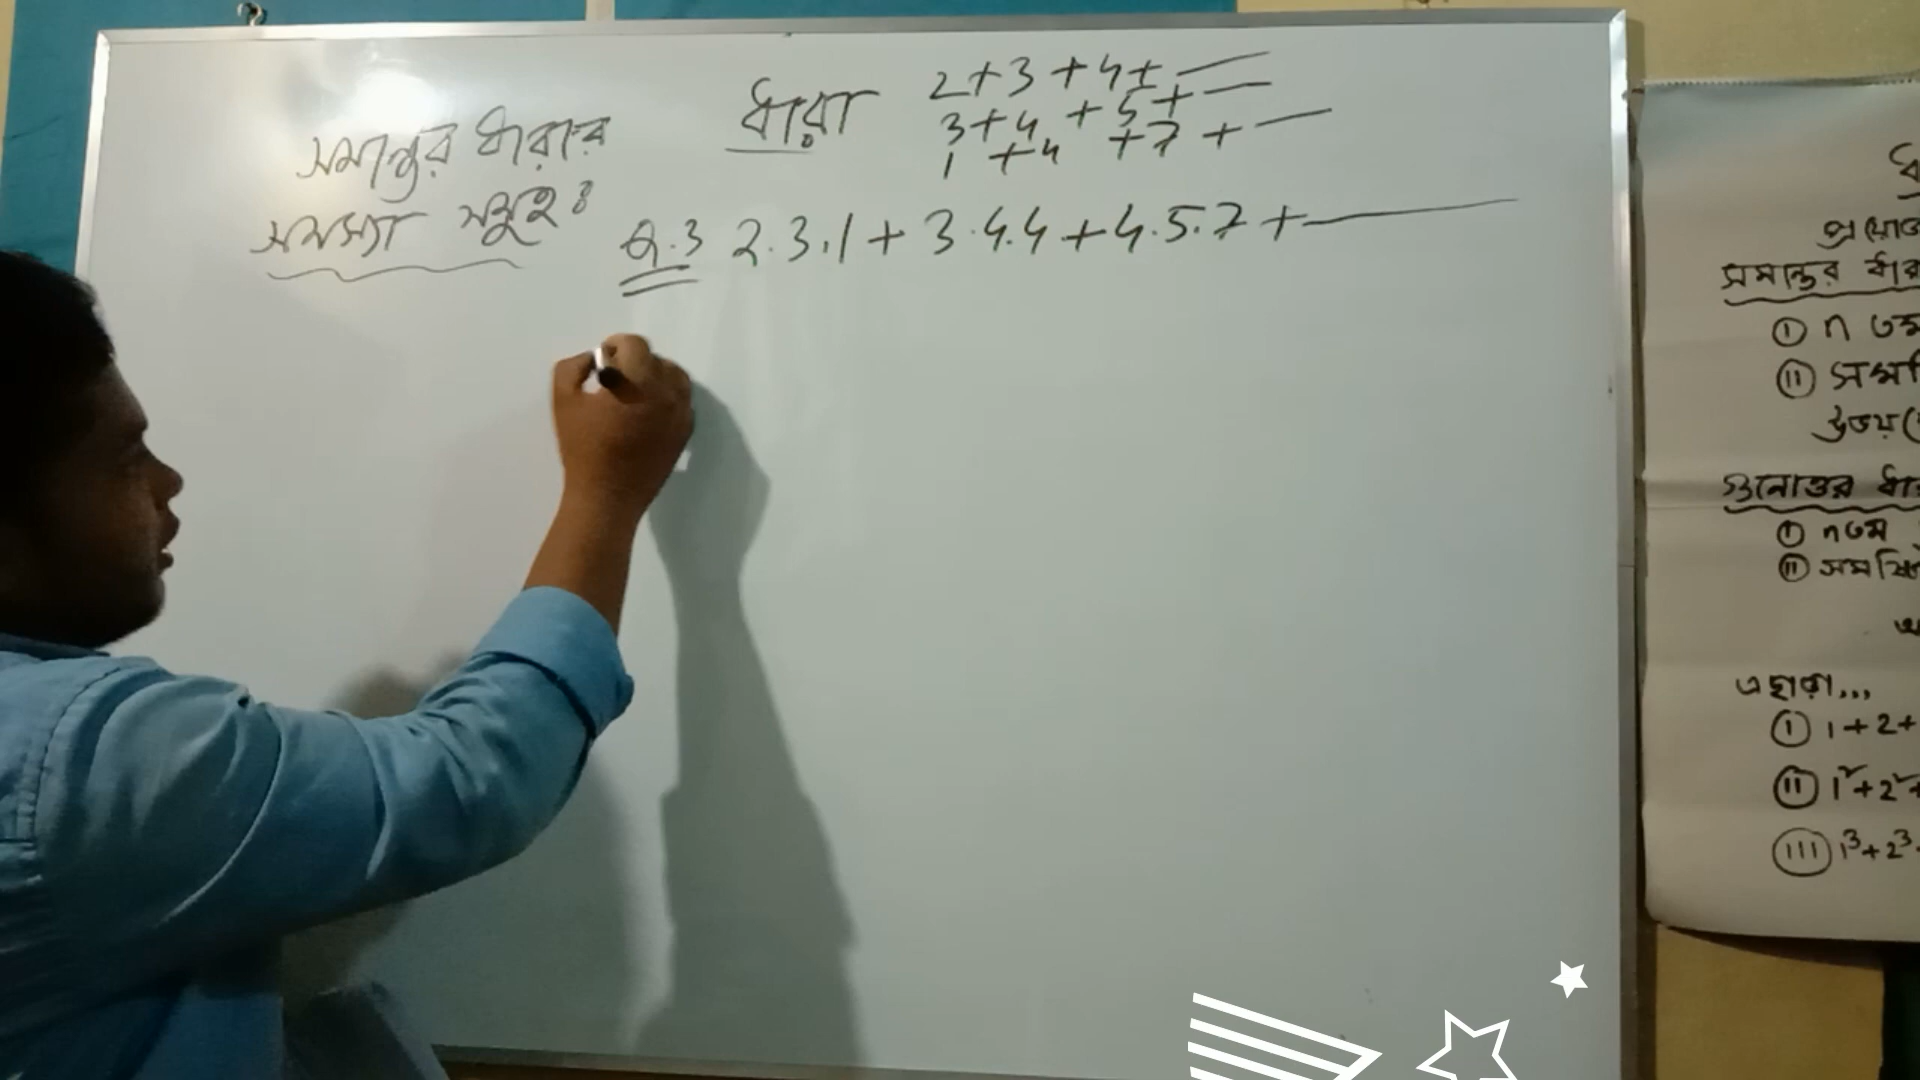 সমান্তর ধারার
সমস্যা সমুহঃ
ধারা
2+3+4+
3+4+5+
1+4+7+
Q.3 2.3.1+3.4.4+4.5.7+
সমান্তর ধার
① n তম
② সমষ্টি
গুনোত্তর ধার
① nতম
② সমষ্টি
এছাড়া...
① 1+2+
② 1²+2²+
③ 1³+2³+